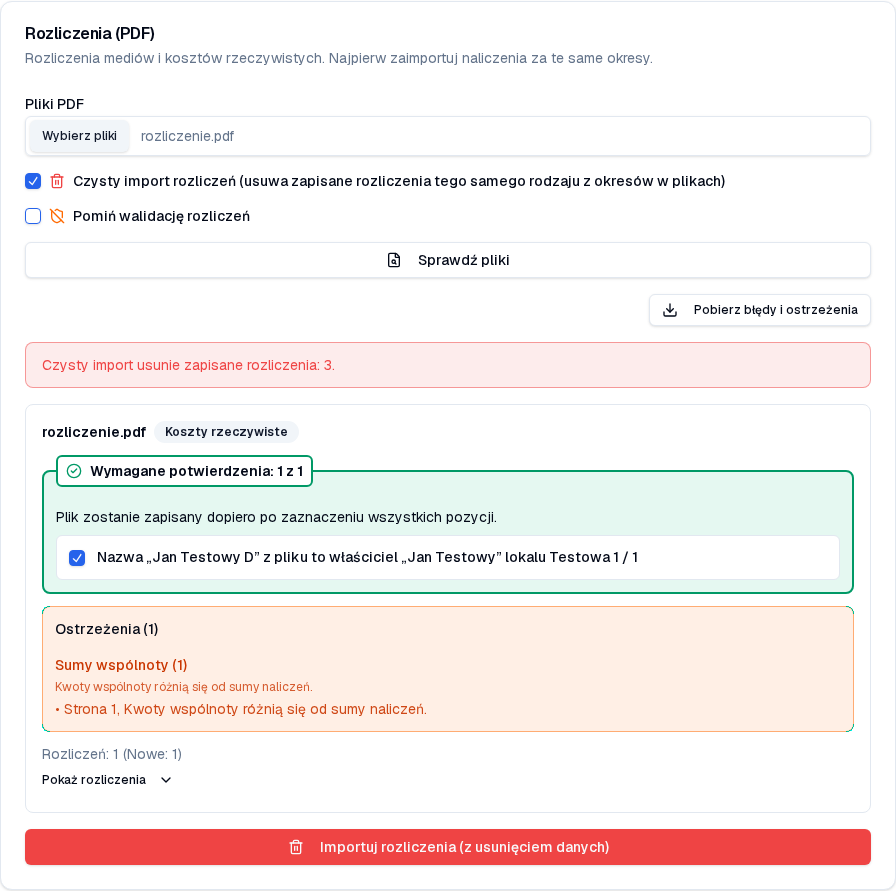 Rozliczenia (PDF)
Rozliczenia mediów i kosztów rzeczywistych. Najpierw zaimportuj naliczenia za te same okresy.
Pliki PDF
Wybierz pliki rozliczenie.pdf
Czysty import rozliczeń (usuwa zapisane rozliczenia tego samego rodzaju z okresów w plikach)
Pomiń walidację rozliczeń
Sprawdź pliki
Pobierz błędy i ostrzeżenia
Czysty import usunie zapisane rozliczenia: 3.
rozliczenie.pdf Koszty rzeczywiste
Wymagane potwierdzenia: 1 z 1
Plik zostanie zapisany dopiero po zaznaczeniu wszystkich pozycji.
Nazwa „Jan Testowy D” z pliku to właściciel „Jan Testowy” lokalu Testowa 1 / 1
Ostrzeżenia (1)
Sumy wspólnoty (1)
Kwoty wspólnoty różnią się od sumy naliczeń.
• Strona 1, Kwoty wspólnoty różnią się od sumy naliczeń.
Rozliczeń: 1 (Nowe: 1)
Pokaż rozliczenia
Importuj rozliczenia (z usunięciem danych)